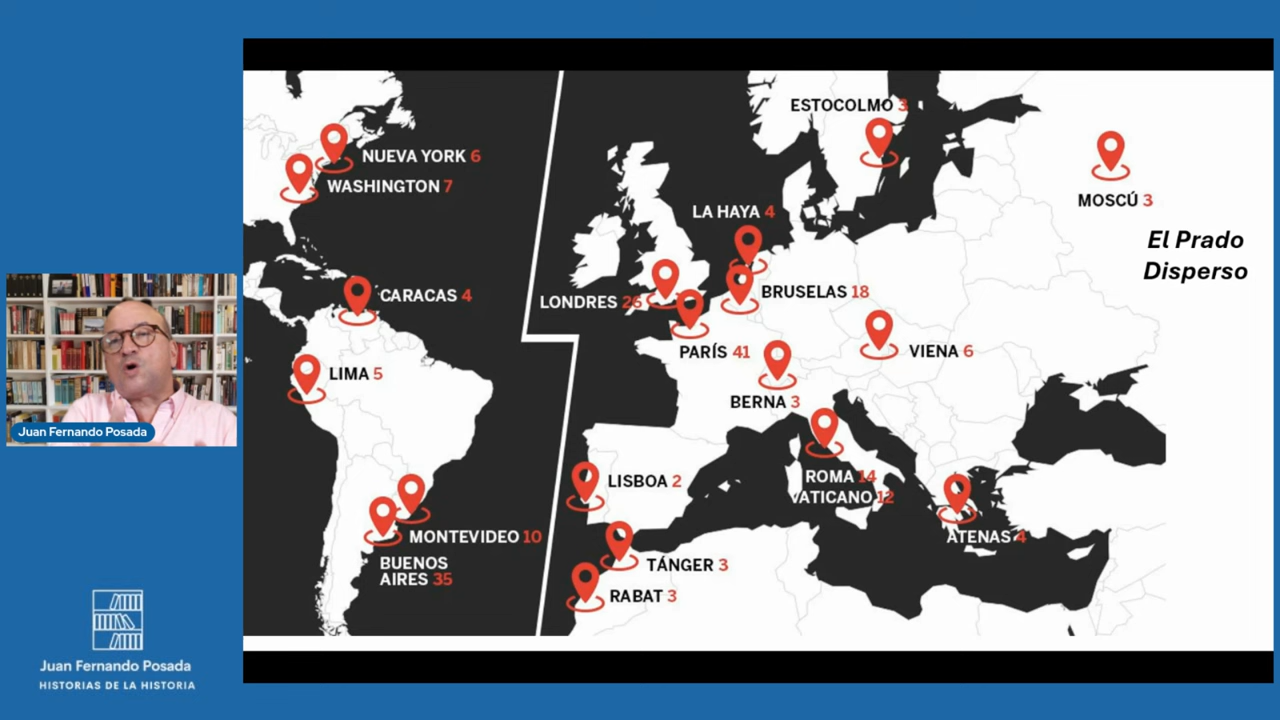 ESTOCOLMO 3
NUEVA YORK 6
WASHINGTON 7
MOSCÚ 3
LA HAYA 4
El Prado
Disperso
CARACAS 4
LONDRES 26
BRUSELAS 18
PARÍS 41
VIENA 6
LIMA 5
BERNA 3
Juan Fernando Posada
ROMA 14
VATICANO 12
LISBOA 2
MONTEVIDEO 10
ATENAS 4
BUENOS
AIRES 35
TÁNGER 3
RABAT 3
Juan Fernando Posada
HISTORIAS DE LA HISTORIA